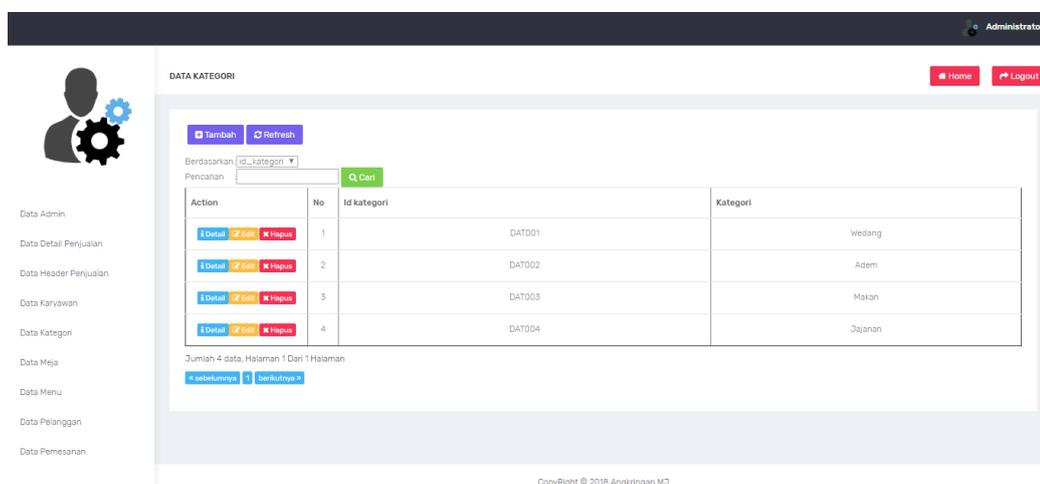 Administrato
DATA KATEGORI
Home
Logout
Tambah
Refresh
Berdasarkan: id_kategori
Pencarian :
Cari
Action No Id kategori Kategori
Detail Edit Hapus 1 DAT001 Wedang
Detail Edit Hapus 2 DAT002 Adem
Detail Edit Hapus 3 DAT003 Makan
Detail Edit Hapus 4 DAT004 Jajanan
Jumlah 4 data, Halaman 1 Dari 1 Halaman
« sebelumnya 1 berikutnya »
Data Admin
Data Detail Penjualan
Data Header Penjualan
Data Karyawan
Data Kategori
Data Meja
Data Menu
Data Pelanggan
Data Pemesanan
CopyRight © 2018 Angkringan MJ